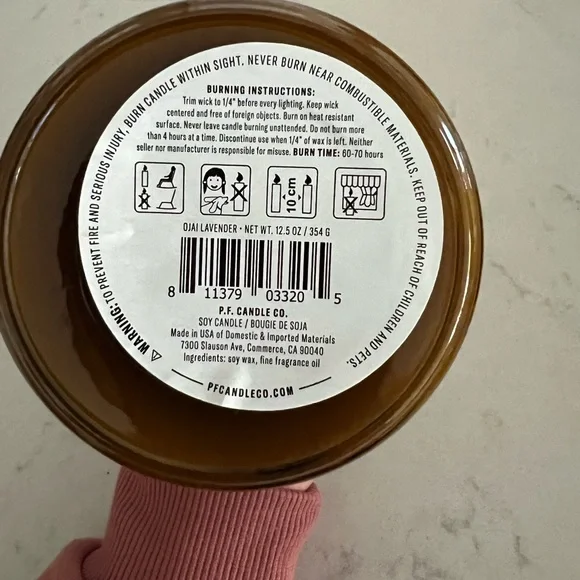 ⚠ WARNING: TO PREVENT FIRE AND SERIOUS INJURY, BURN CANDLE WITHIN SIGHT. NEVER BURN NEAR COMBUSTIBLE MATERIALS. KEEP OUT OF REACH OF CHILDREN AND PETS.
BURNING INSTRUCTIONS:
Trim wick to 1/4" before every lighting. Keep wick
centered and free of foreign objects. Burn on heat resistant
surface. Never leave candle burning unattended. Do not burn more
than 4 hours at a time. Discontinue use when 1/4" of wax is left. Neither
seller nor manufacturer is responsible for misuse. BURN TIME: 60-70 hours
10 cm
OJAI LAVENDER • NET WT. 12.5 OZ / 354 G
8 11379 03320 5
P.F. CANDLE CO.
SOY CANDLE / BOUGIE DE SOJA
Made in USA of Domestic & Imported Materials
7300 Slauson Ave, Commerce, CA 90040
Ingredients: soy wax, fine fragrance oil
PFCANDLECO.COM